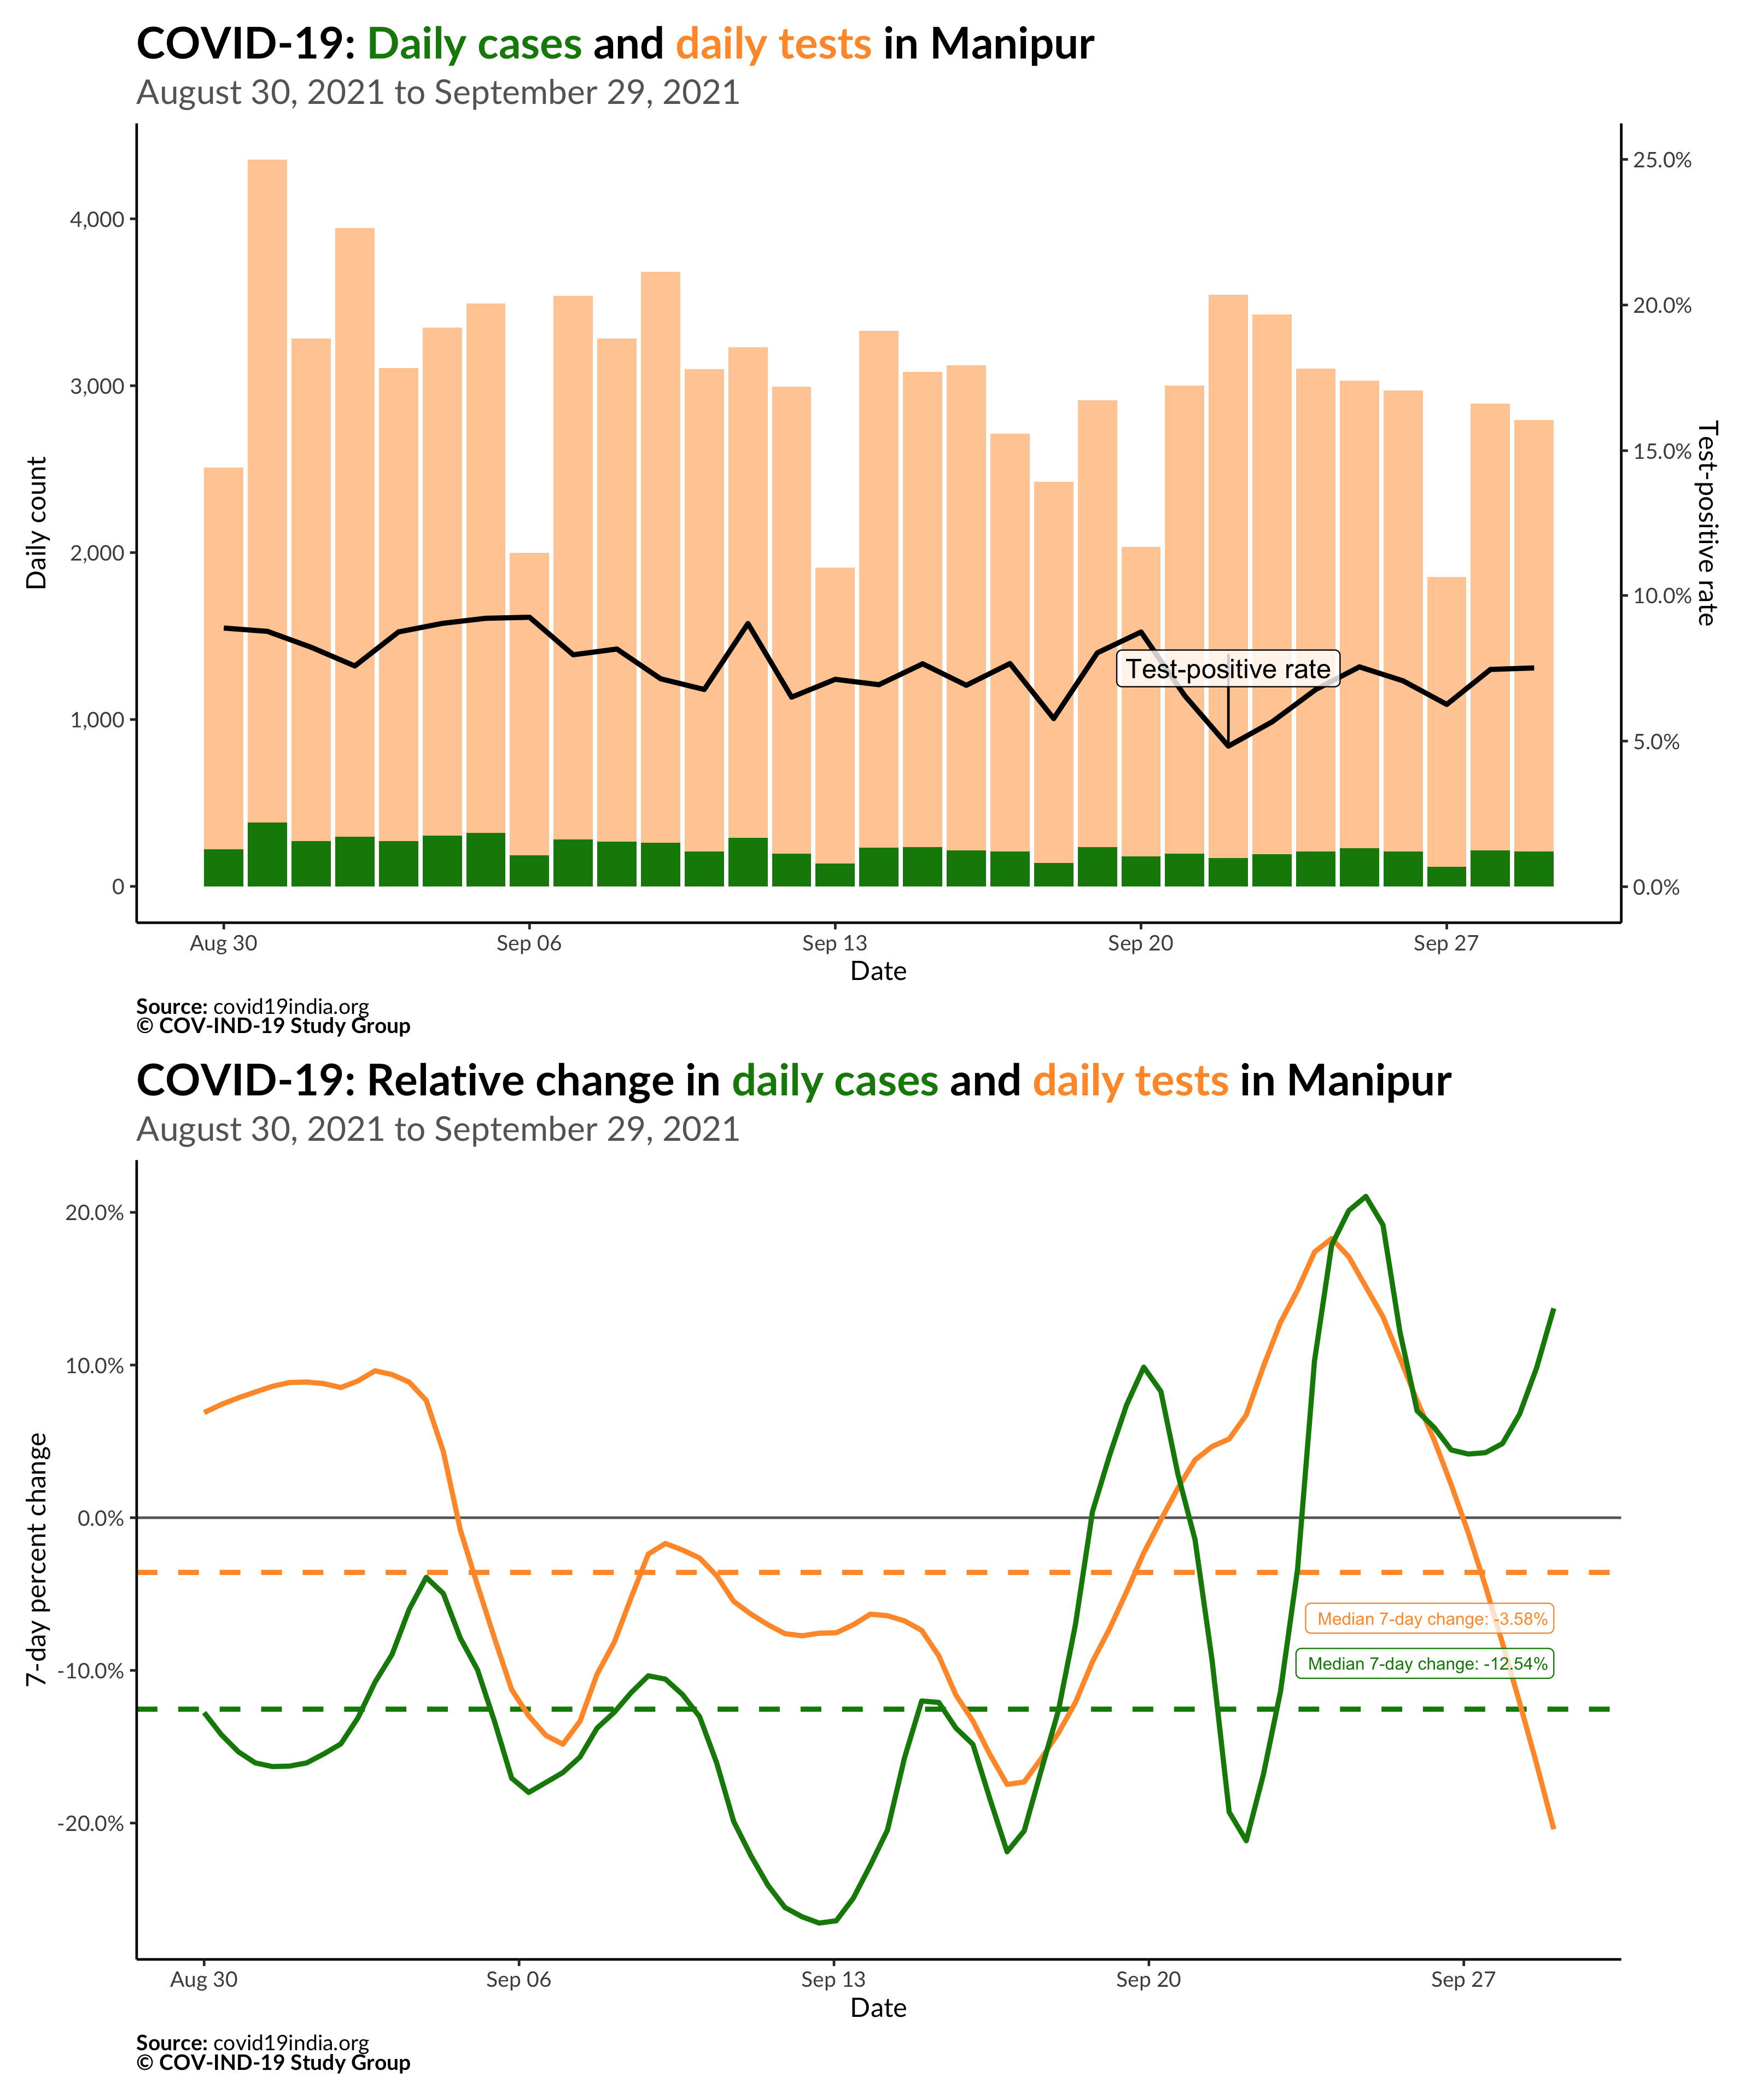 COVID-19: Daily cases and daily tests in Manipur
August 30, 2021 to September 29, 2021
Daily count
4,000
3,000
2,000
1,000
0
25.0%
20.0%
15.0%
10.0%
5.0%
0.0%
Test-positive rate
Test-positive rate
Aug 30
Sep 06
Sep 13
Sep 20
Sep 27
Date
Source: covid19india.org
© COV-IND-19 Study Group
COVID-19: Relative change in daily cases and daily tests in Manipur
August 30, 2021 to September 29, 2021
7-day percent change
20.0%
10.0%
0.0%
-10.0%
-20.0%
Median 7-day change: -3.58%
Median 7-day change: -12.54%
Aug 30
Sep 06
Sep 13
Sep 20
Sep 27
Date
Source: covid19india.org
© COV-IND-19 Study Group